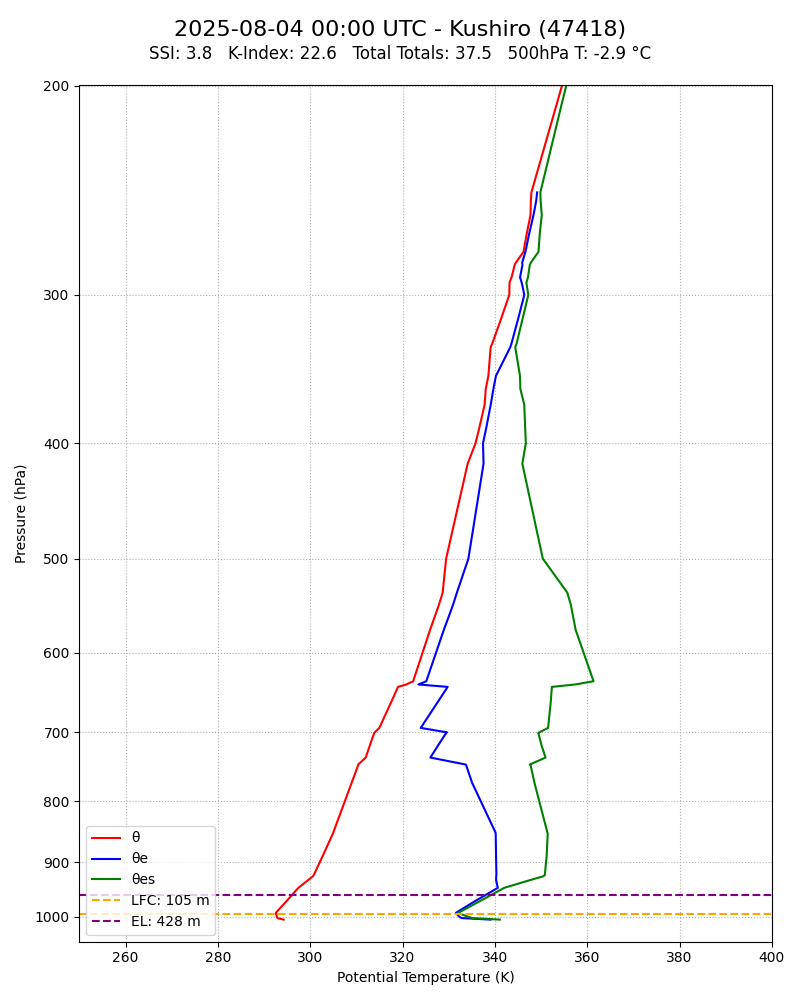 2025-08-04 00:00 UTC - Kushiro (47418)
SSI: 3.8 K-Index: 22.6 Total Totals: 37.5 500hPa T: -2.9 °C
200
300
400
500
600
700
800
900
1000
Pressure (hPa)
θ
θe
θes
LFC: 105 m
EL: 428 m
260 280 300 320 340 360 380 400
Potential Temperature (K)